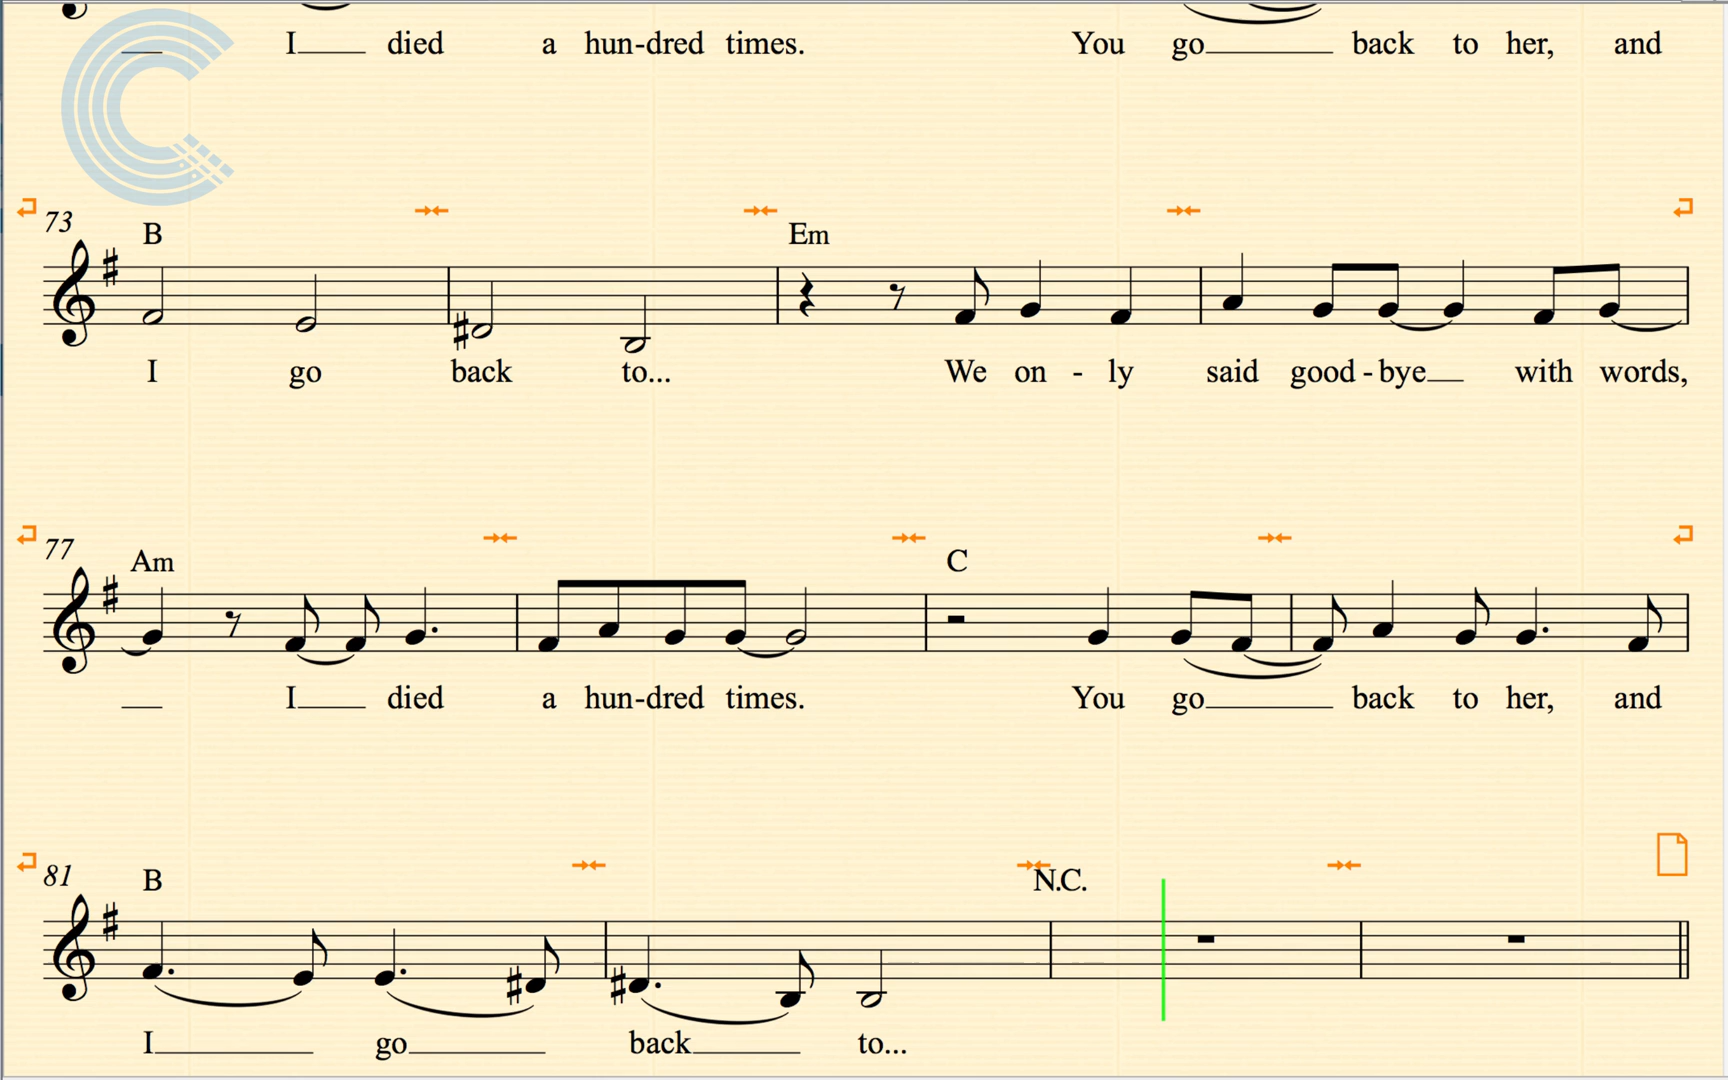 I died a hun-dred times. You go back to her, and
73 B Em
I go back to... We on - ly said good - bye with words,
77 Am C
I died a hun-dred times. You go back to her, and
81 B N.C.
I go back to...